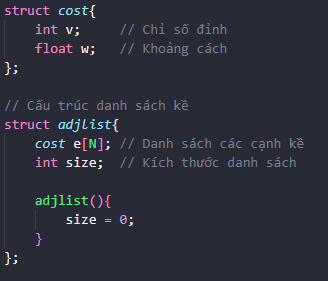 struct cost{
    int v;     // Chỉ số đỉnh
    float w;   // Khoảng cách
};

// Cấu trúc danh sách kề
struct adjList{
    cost e[N]; // Danh sách các cạnh kề
    int size;  // Kích thước danh sách

    adjlist(){
        size = 0;
    }
};